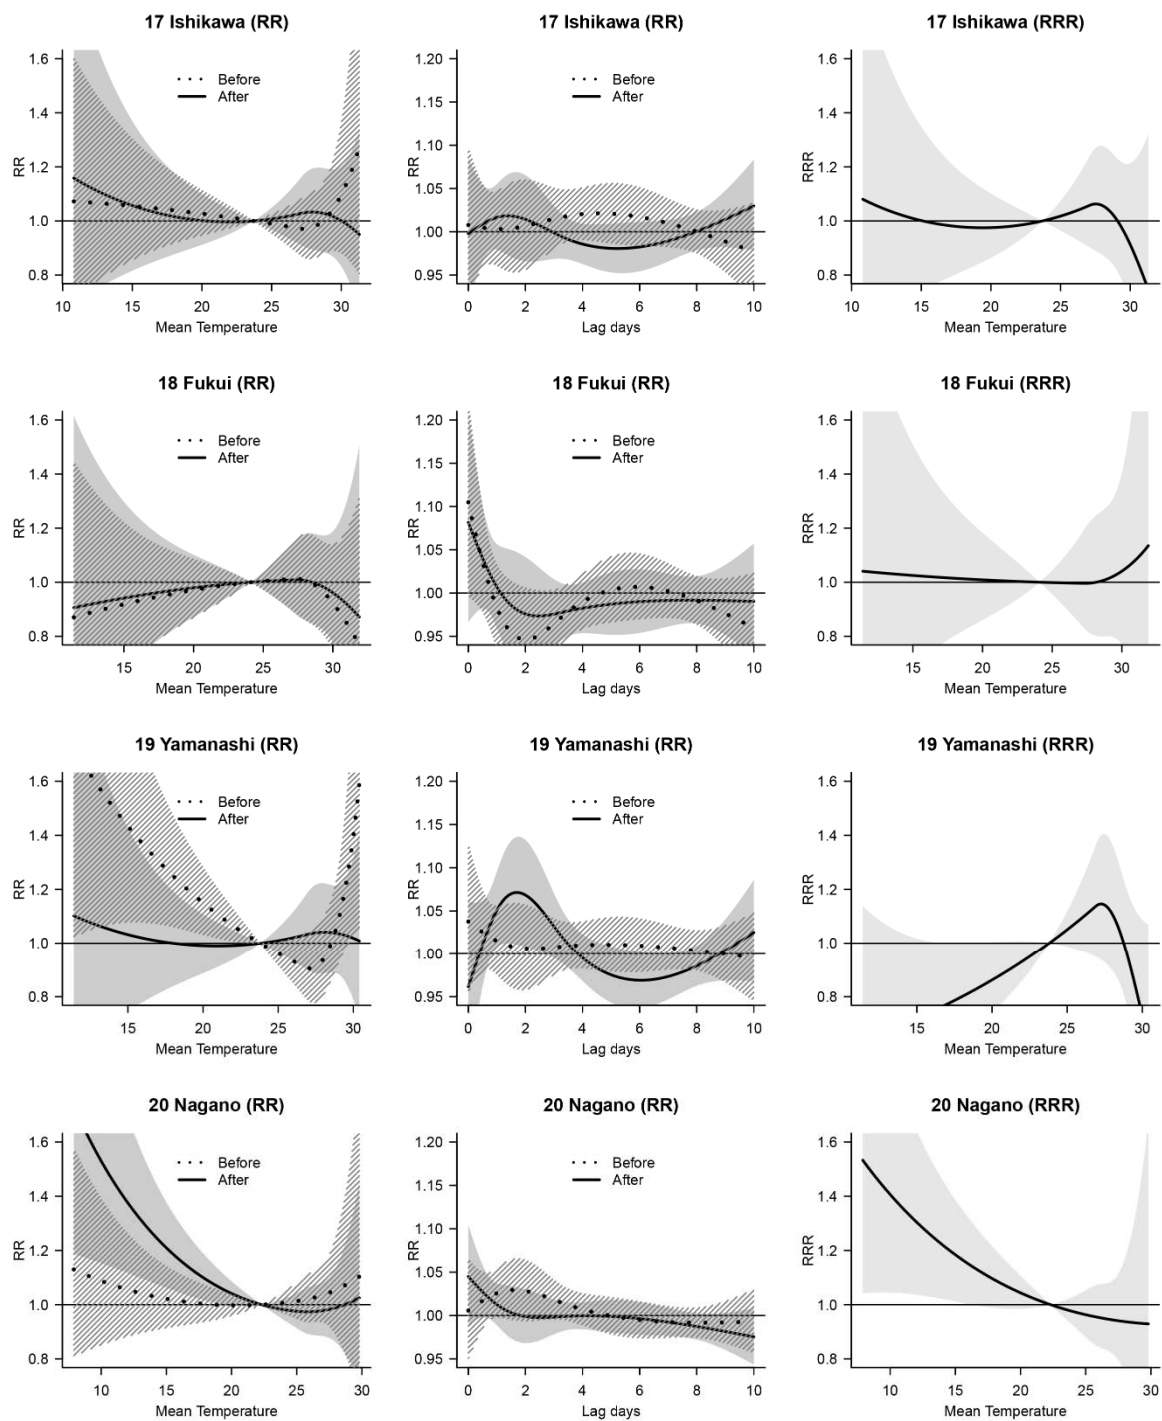 17 Ishikawa (RR)
RR
1.6
1.4
1.2
1.0
0.8
Before
After
10 15 20 25 30
Mean Temperature
17 Ishikawa (RR)
RR
1.20
1.15
1.10
1.05
1.00
0.95
Before
After
0 2 4 6 8 10
Lag days
17 Ishikawa (RRR)
RRR
1.6
1.4
1.2
1.0
0.8
10 15 20 25 30
Mean Temperature
18 Fukui (RR)
RR
1.6
1.4
1.2
1.0
0.8
Before
After
15 20 25 30
Mean Temperature
18 Fukui (RR)
RR
1.20
1.15
1.10
1.05
1.00
0.95
Before
After
0 2 4 6 8 10
Lag days
18 Fukui (RRR)
RRR
1.6
1.4
1.2
1.0
0.8
15 20 25 30
Mean Temperature
19 Yamanashi (RR)
RR
1.6
1.4
1.2
1.0
0.8
Before
After
15 20 25 30
Mean Temperature
19 Yamanashi (RR)
RR
1.20
1.15
1.10
1.05
1.00
0.95
Before
After
0 2 4 6 8 10
Lag days
19 Yamanashi (RRR)
RRR
1.6
1.4
1.2
1.0
0.8
15 20 25 30
Mean Temperature
20 Nagano (RR)
RR
1.6
1.4
1.2
1.0
0.8
Before
After
10 15 20 25 30
Mean Temperature
20 Nagano (RR)
RR
1.20
1.15
1.10
1.05
1.00
0.95
Before
After
0 2 4 6 8 10
Lag days
20 Nagano (RRR)
RRR
1.6
1.4
1.2
1.0
0.8
10 15 20 25 30
Mean Temperature